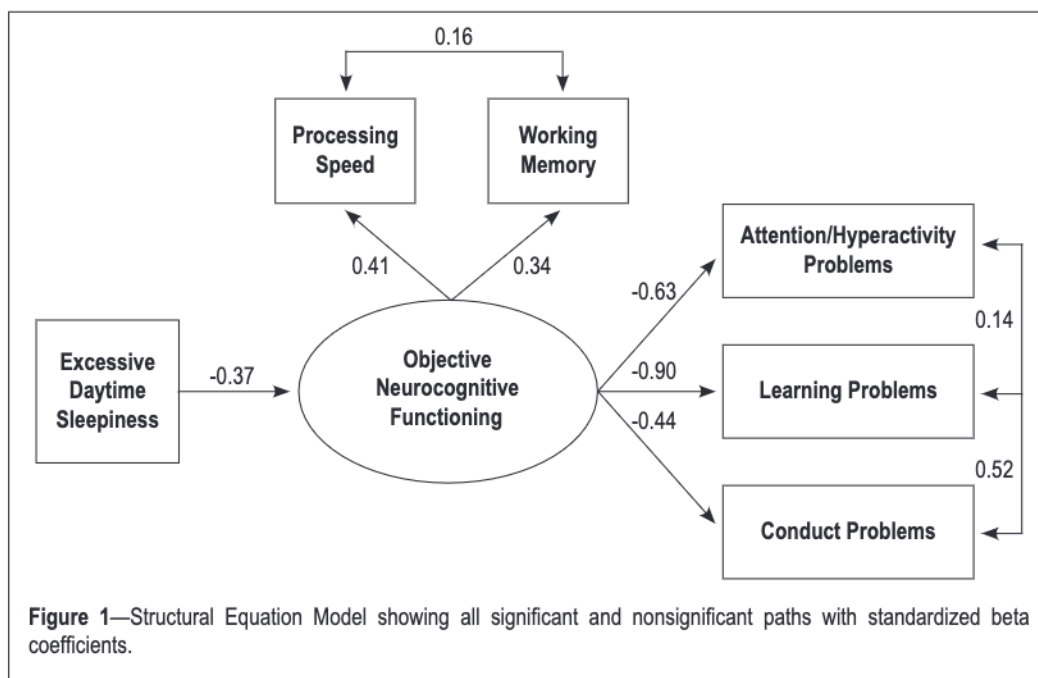 0.16
Processing
Speed
Working
Memory
0.41
0.34
Attention/Hyperactivity
Problems
-0.63
0.14
Excessive
Daytime
Sleepiness
-0.37
Objective
Neurocognitive
Functioning
-0.90
Learning Problems
-0.44
0.52
Conduct Problems
Figure 1—Structural Equation Model showing all significant and nonsignificant paths with standardized beta
coefficients.